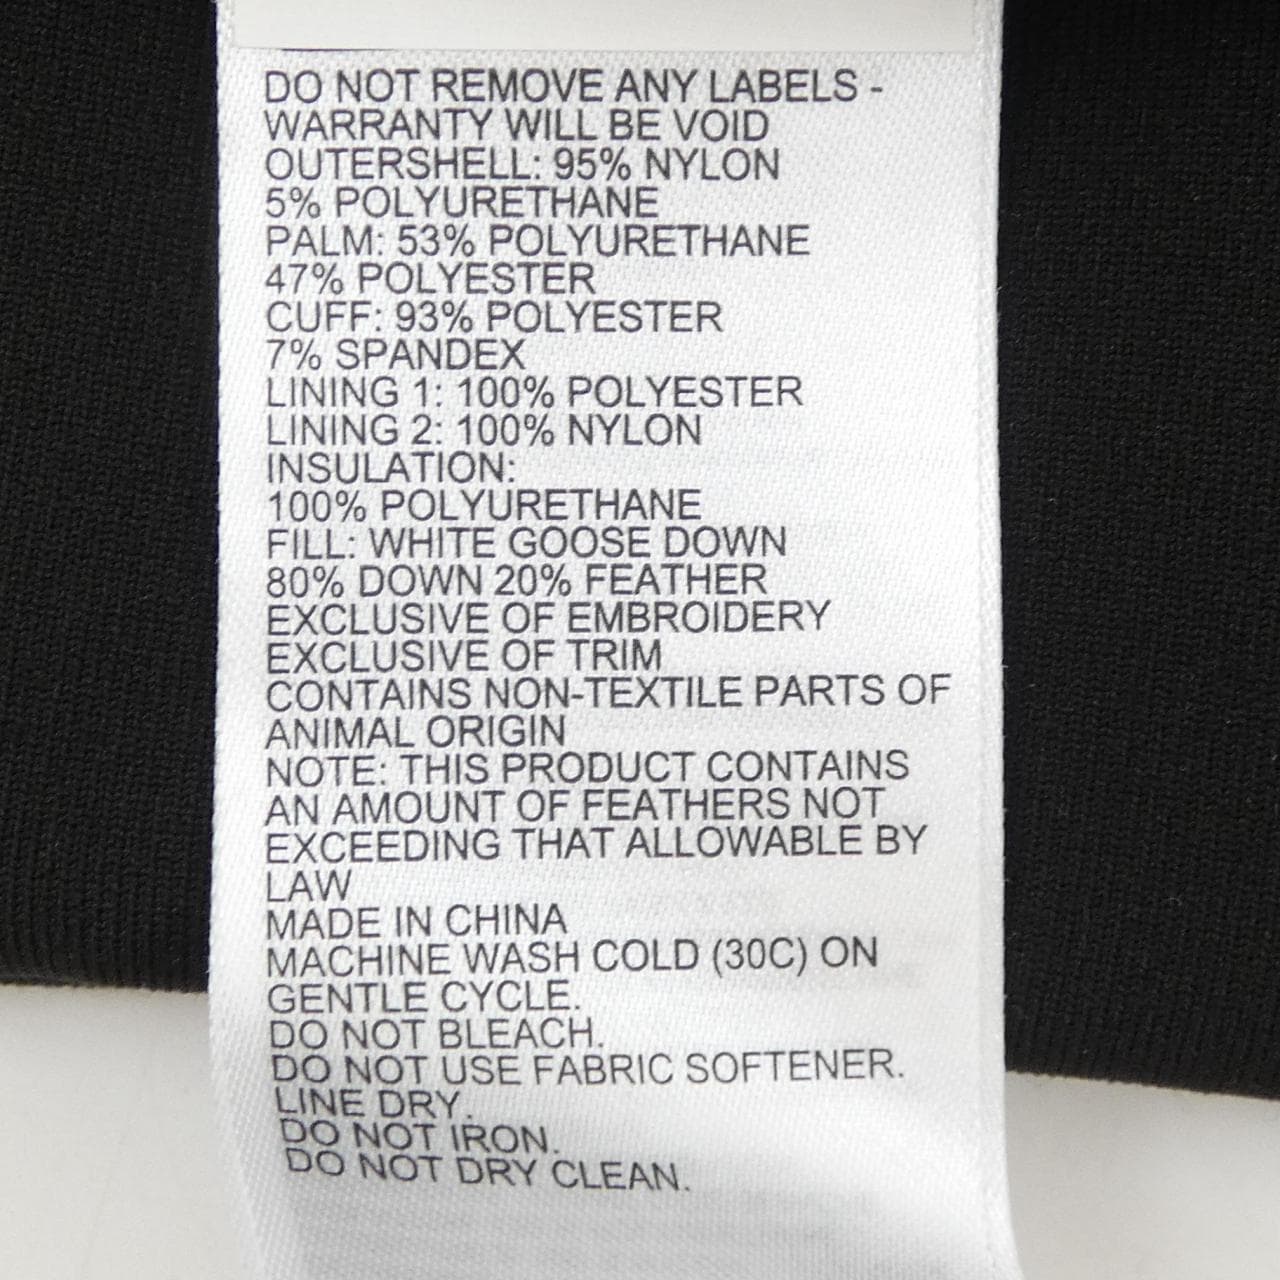 DO NOT REMOVE ANY LABELS -
WARRANTY WILL BE VOID
OUTERSHELL: 95% NYLON
5% POLYURETHANE
PALM: 53% POLYURETHANE
47% POLYESTER
CUFF: 93% POLYESTER
7% SPANDEX
LINING 1: 100% POLYESTER
LINING 2: 100% NYLON
INSULATION:
100% POLYURETHANE
FILL: WHITE GOOSE DOWN
80% DOWN 20% FEATHER
EXCLUSIVE OF EMBROIDERY
EXCLUSIVE OF TRIM
CONTAINS NON-TEXTILE PARTS OF
ANIMAL ORIGIN
NOTE: THIS PRODUCT CONTAINS
AN AMOUNT OF FEATHERS NOT
EXCEEDING THAT ALLOWABLE BY
LAW
MADE IN CHINA
MACHINE WASH COLD (30C) ON
GENTLE CYCLE.
DO NOT BLEACH.
DO NOT USE FABRIC SOFTENER.
LINE DRY.
DO NOT IRON.
DO NOT DRY CLEAN.